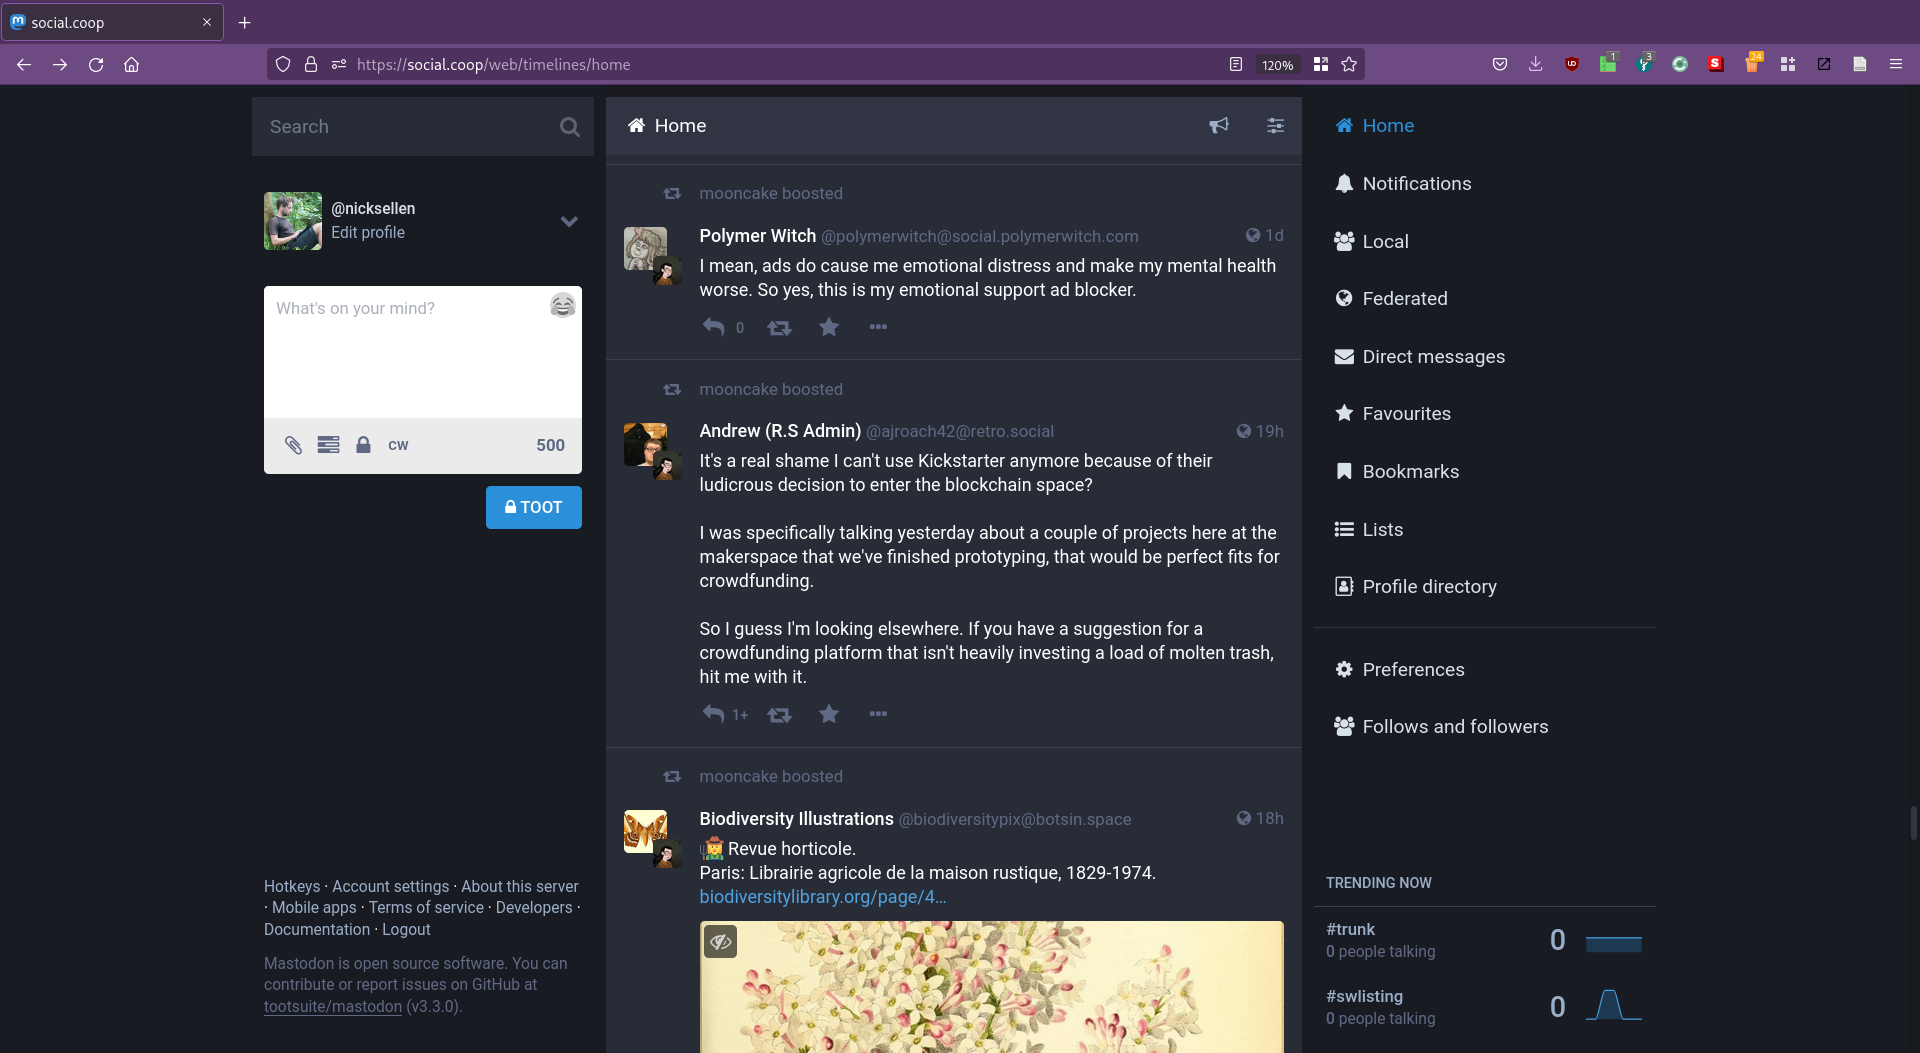 social.coop
https://social.coop/web/timelines/home
120%
1
3
24
Search
@nicksellen
Edit profile
What's on your mind?
CW
500
TOOT
Hotkeys · Account settings · About this server
· Mobile apps · Terms of service · Developers ·
Documentation · Logout
Mastodon is open source software. You can
contribute or report issues on GitHub at
tootsuite/mastodon (v3.3.0).
Home
mooncake boosted
Polymer Witch @polymerwitch@social.polymerwitch.com
1d
I mean, ads do cause me emotional distress and make my mental health
worse. So yes, this is my emotional support ad blocker.
0
mooncake boosted
Andrew (R.S Admin) @ajroach42@retro.social
19h
It's a real shame I can't use Kickstarter anymore because of their
ludicrous decision to enter the blockchain space?
I was specifically talking yesterday about a couple of projects here at the
makerspace that we've finished prototyping, that would be perfect fits for
crowdfunding.
So I guess I'm looking elsewhere. If you have a suggestion for a
crowdfunding platform that isn't heavily investing a load of molten trash,
hit me with it.
1+
mooncake boosted
Biodiversity Illustrations @biodiversitypix@botsin.space
18h
Revue horticole.
Paris: Librairie agricole de la maison rustique, 1829-1974.
biodiversitylibrary.org/page/4…
Home
Notifications
Local
Federated
Direct messages
Favourites
Bookmarks
Lists
Profile directory
Preferences
Follows and followers
TRENDING NOW
#trunk
0 people talking
0
#swlisting
0 people talking
0